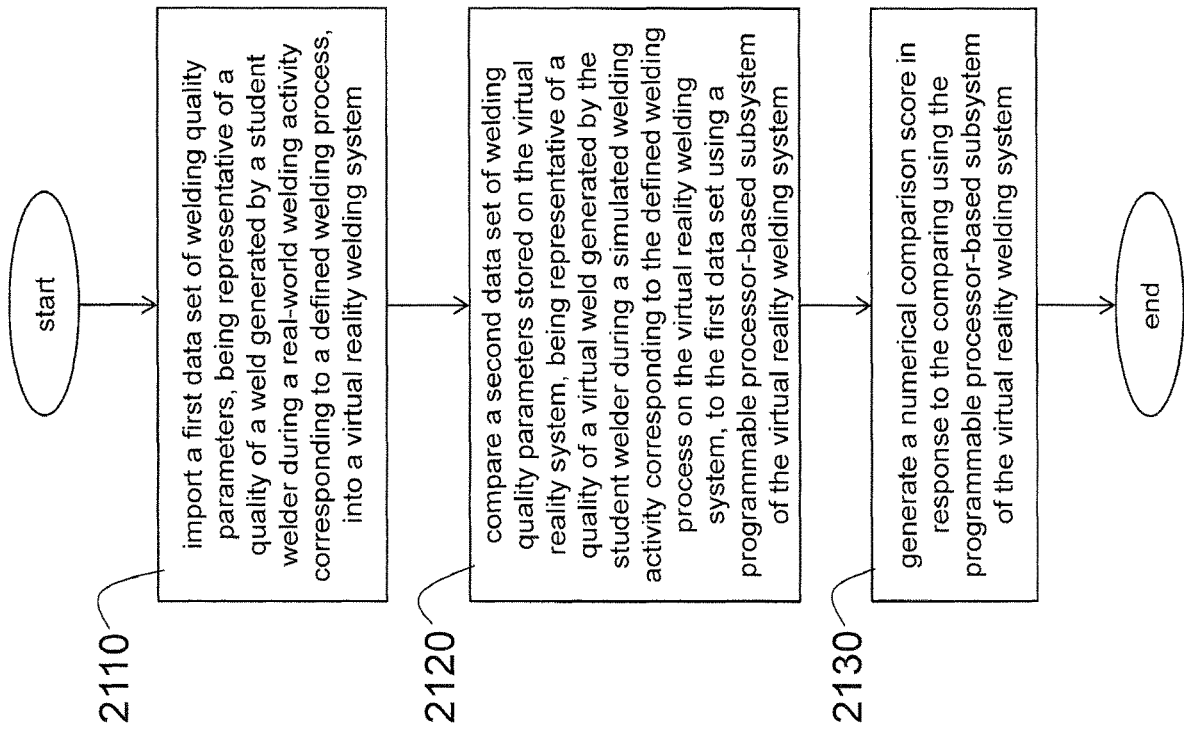 start
2110
import a first data set of welding quality
parameters, being representative of a
quality of a weld generated by a student
welder during a real-world welding activity
corresponding to a defined welding process,
into a virtual reality welding system
2120
compare a second data set of welding
quality parameters stored on the virtual
reality system, being representative of a
quality of a virtual weld generated by the
student welder during a simulated welding
activity corresponding to the defined welding
process on the virtual reality welding
system, to the first data set using a
programmable processor-based subsystem
of the virtual reality welding system
2130
generate a numerical comparison score in
response to the comparing using the
programmable processor-based subsystem
of the virtual reality welding system
end